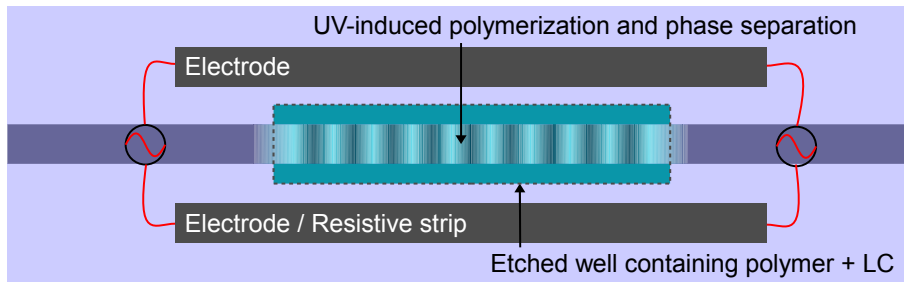 UV-induced polymerization and phase separation
Electrode
Electrode / Resistive strip
Etched well containing polymer + LC